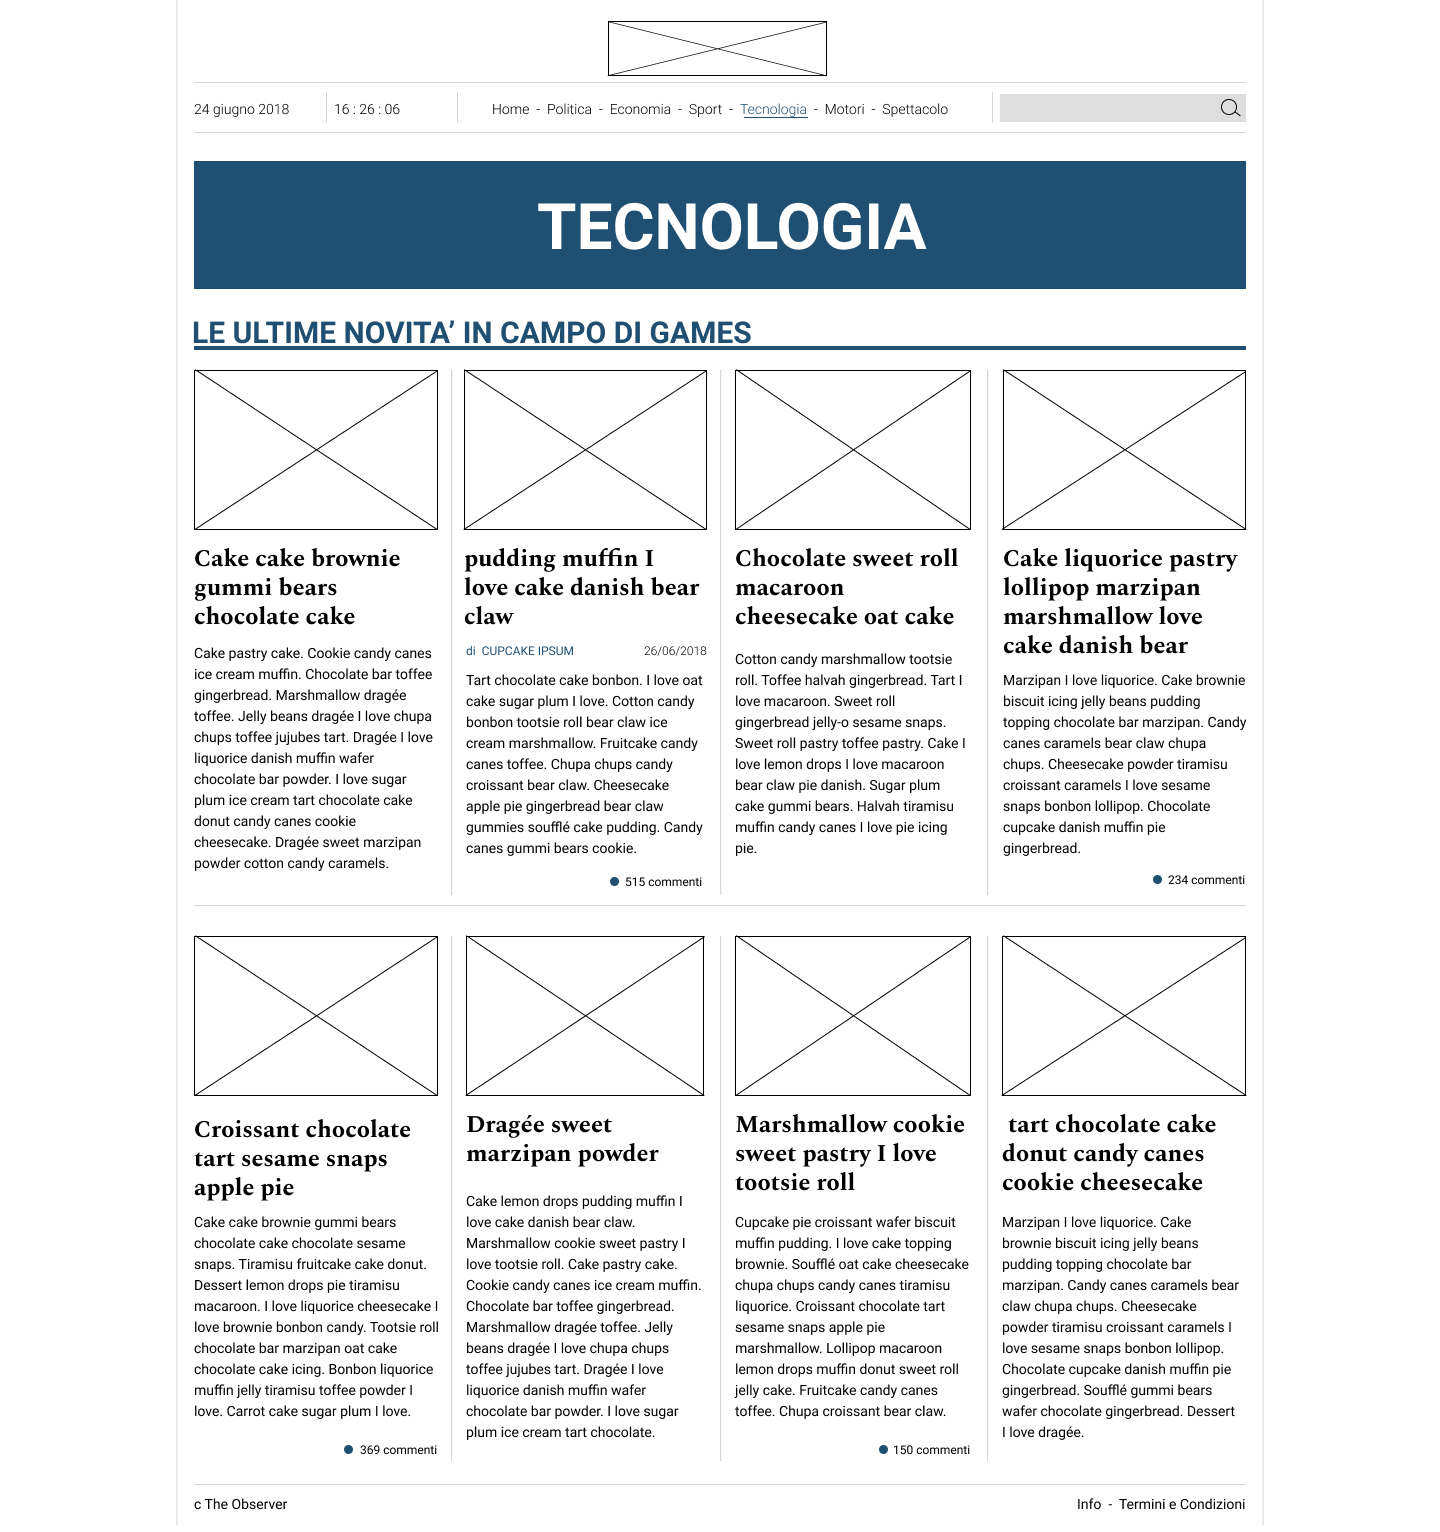 24 giugno 2018
16 : 26 : 06
Home - Politica - Economia - Sport - Tecnologia - Motori - Spettacolo
TECNOLOGIA
LE ULTIME NOVITA’ IN CAMPO DI GAMES
Cake cake brownie
gummi bears
chocolate cake
Cake pastry cake. Cookie candy canes
ice cream muffin. Chocolate bar toffee
gingerbread. Marshmallow dragée
toffee. Jelly beans dragée I love chupa
chups toffee jujubes tart. Dragée I love
liquorice danish muffin wafer
chocolate bar powder. I love sugar
plum ice cream tart chocolate cake
donut candy canes cookie
cheesecake. Dragée sweet marzipan
powder cotton candy caramels.
pudding muffin I
love cake danish bear
claw
di CUPCAKE IPSUM
26/06/2018
Tart chocolate cake bonbon. I love oat
cake sugar plum I love. Cotton candy
bonbon tootsie roll bear claw ice
cream marshmallow. Fruitcake candy
canes toffee. Chupa chups candy
croissant bear claw. Cheesecake
apple pie gingerbread bear claw
gummies soufflé cake pudding. Candy
canes gummi bears cookie.
515 commenti
Chocolate sweet roll
macaroon
cheesecake oat cake
Cotton candy marshmallow tootsie
roll. Toffee halvah gingerbread. Tart I
love macaroon. Sweet roll
gingerbread jelly-o sesame snaps.
Sweet roll pastry toffee pastry. Cake I
love lemon drops I love macaroon
bear claw pie danish. Sugar plum
cake gummi bears. Halvah tiramisu
muffin candy canes I love pie icing
pie.
Cake liquorice pastry
lollipop marzipan
marshmallow love
cake danish bear
Marzipan I love liquorice. Cake brownie
biscuit icing jelly beans pudding
topping chocolate bar marzipan. Candy
canes caramels bear claw chupa
chups. Cheesecake powder tiramisu
croissant caramels I love sesame
snaps bonbon lollipop. Chocolate
cupcake danish muffin pie
gingerbread.
234 commenti
Croissant chocolate
tart sesame snaps
apple pie
Cake cake brownie gummi bears
chocolate cake chocolate sesame
snaps. Tiramisu fruitcake cake donut.
Dessert lemon drops pie tiramisu
macaroon. I love liquorice cheesecake I
love brownie bonbon candy. Tootsie roll
chocolate bar marzipan oat cake
chocolate cake icing. Bonbon liquorice
muffin jelly tiramisu toffee powder I
love. Carrot cake sugar plum I love.
369 commenti
Dragée sweet
marzipan powder
Cake lemon drops pudding muffin I
love cake danish bear claw.
Marshmallow cookie sweet pastry I
love tootsie roll. Cake pastry cake.
Cookie candy canes ice cream muffin.
Chocolate bar toffee gingerbread.
Marshmallow dragée toffee. Jelly
beans dragée I love chupa chups
toffee jujubes tart. Dragée I love
liquorice danish muffin wafer
chocolate bar powder. I love sugar
plum ice cream tart chocolate.
Marshmallow cookie
sweet pastry I love
tootsie roll
Cupcake pie croissant wafer biscuit
muffin pudding. I love cake topping
brownie. Soufflé oat cake cheesecake
chupa chups candy canes tiramisu
liquorice. Croissant chocolate tart
sesame snaps apple pie
marshmallow. Lollipop macaroon
lemon drops muffin donut sweet roll
jelly cake. Fruitcake candy canes
toffee. Chupa croissant bear claw.
150 commenti
tart chocolate cake
donut candy canes
cookie cheesecake
Marzipan I love liquorice. Cake
brownie biscuit icing jelly beans
pudding topping chocolate bar
marzipan. Candy canes caramels bear
claw chupa chups. Cheesecake
powder tiramisu croissant caramels I
love sesame snaps bonbon lollipop.
Chocolate cupcake danish muffin pie
gingerbread. Soufflé gummi bears
wafer chocolate gingerbread. Dessert
I love dragée.
c The Observer
Info - Termini e Condizioni